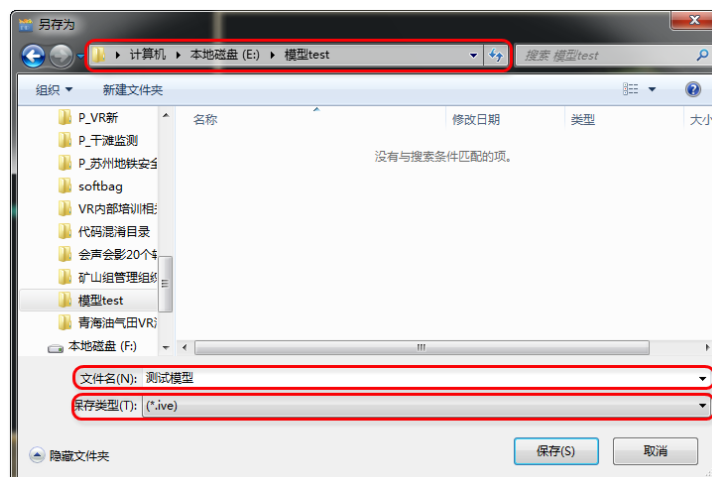 另存为
计算机 本地磁盘 (E:) 模型test
搜索 模型test
组织 新建文件夹
名称 修改日期 类型 大小
没有与搜索条件匹配的项。
P_VR新
P_干滩监测
P_苏州地铁安全
softbag
VR内部培训相
代码混淆目录
会声会影20个
矿山组管理组织
模型test
青海油气田VR
本地磁盘 (F:)
文件名(N): 测试模型
保存类型(T): (*.ive)
隐藏文件夹
保存(S) 取消